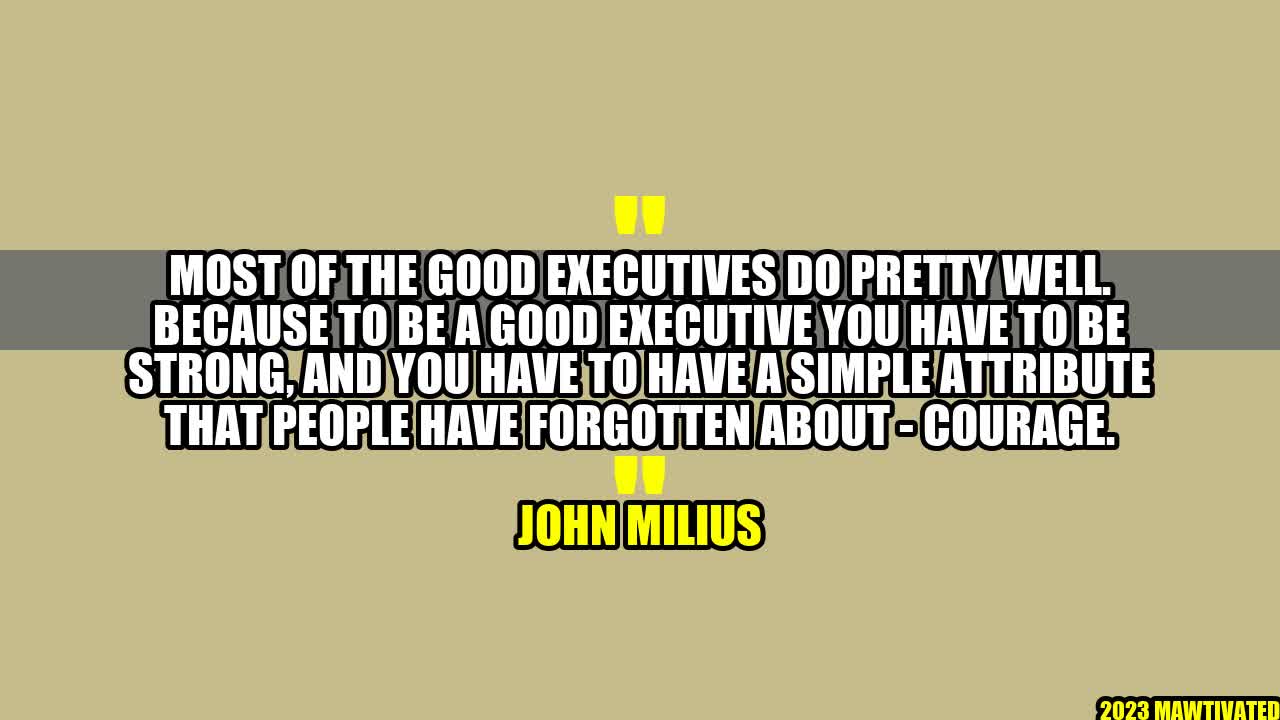 "
MOST OF THE GOOD EXECUTIVES DO PRETTY WELL.
BECAUSE TO BE A GOOD EXECUTIVE YOU HAVE TO BE
STRONG, AND YOU HAVE TO HAVE A SIMPLE ATTRIBUTE
THAT PEOPLE HAVE FORGOTTEN ABOUT - COURAGE.
"
JOHN MILIUS
2023 MAWTIVATED